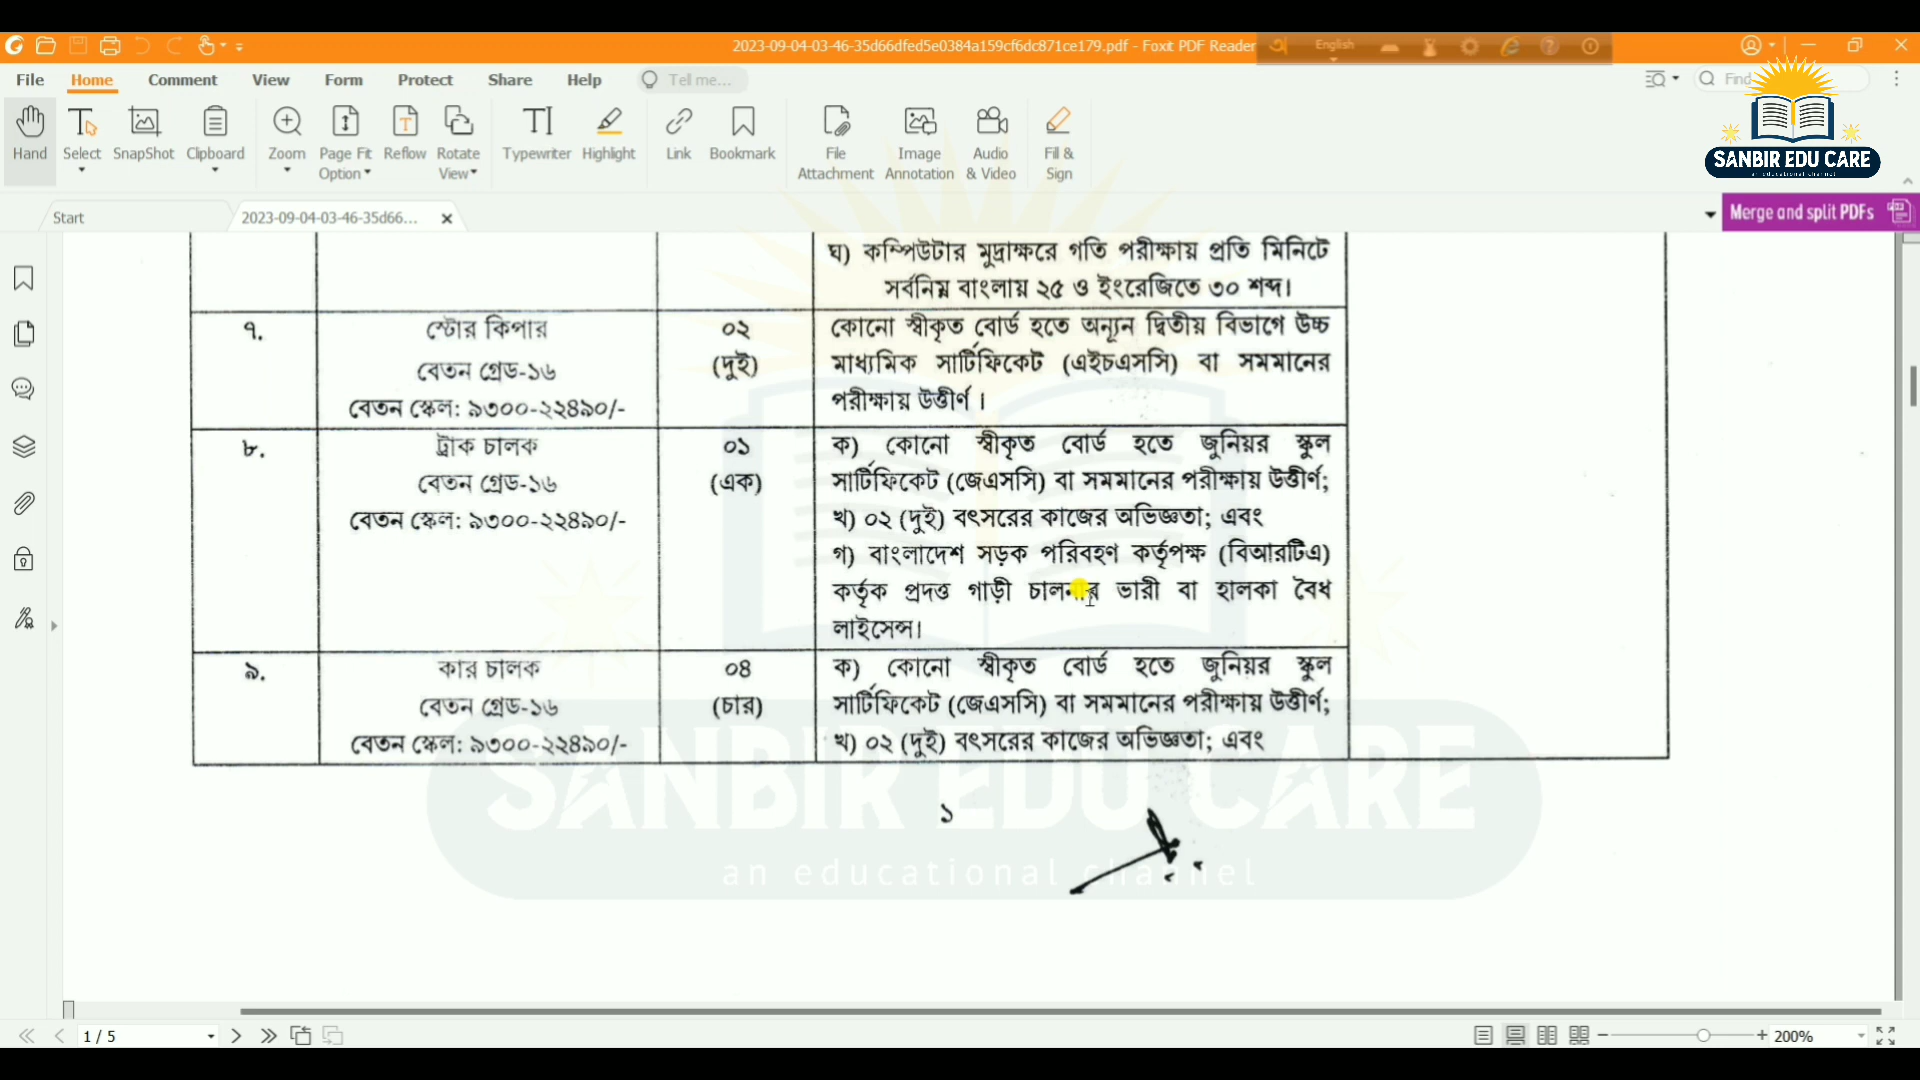 2023-09-04-03-46-35d66dfed5e0384a159cf6dc871ce179.pdf - Foxit PDF Reader
English
File Home Comment View Form Protect Share Help Tell me... Find
Hand Select SnapShot Clipboard Zoom Page Fit Option Reflow Rotate View Typewriter Highlight Link Bookmark File Attachment Image Annotation Audio & Video Fill & Sign
SANBIR EDU CARE
an educational channel
Start 2023-09-04-03-46-35d66... Merge and split PDFs
ঘ) কম্পিউটার মুদ্রাক্ষরে গতি পরীক্ষায় প্রতি মিনিটে
সর্বনিম্ন বাংলায় ২৫ ও ইংরেজিতে ৩০ শব্দ।
৭. স্টোর কিপার ০২ কোনো স্বীকৃত বোর্ড হতে অন্যূন দ্বিতীয় বিভাগে উচ্চ
বেতন গ্রেড-১৬ (দুই) মাধ্যমিক সার্টিফিকেট (এইচএসসি) বা সমমানের
বেতন স্কেল: ৯৩০০-২২৪৯০/- পরীক্ষায় উত্তীর্ণ ।
৮. ট্রাক চালক ০১ ক) কোনো স্বীকৃত বোর্ড হতে জুনিয়র স্কুল
বেতন গ্রেড-১৬ (এক) সার্টিফিকেট (জেএসসি) বা সমমানের পরীক্ষায় উত্তীর্ণ;
বেতন স্কেল: ৯৩০০-২২৪৯০/- খ) ০২ (দুই) বৎসরের কাজের অভিজ্ঞতা; এবং
গ) বাংলাদেশ সড়ক পরিবহণ কর্তৃপক্ষ (বিআরটিএ)
কর্তৃক প্রদত্ত গাড়ী চালনার ভারী বা হালকা বৈধ
লাইসেন্স।
৯. কার চালক ০৪ ক) কোনো স্বীকৃত বোর্ড হতে জুনিয়র স্কুল
বেতন গ্রেড-১৬ (চার) সার্টিফিকেট (জেএসসি) বা সমমানের পরীক্ষায় উত্তীর্ণ;
বেতন স্কেল: ৯৩০০-২২৪৯০/- খ) ০২ (দুই) বৎসরের কাজের অভিজ্ঞতা; এবং
SANBIR EDU CARE
১
an educational channel
1 / 5 200%